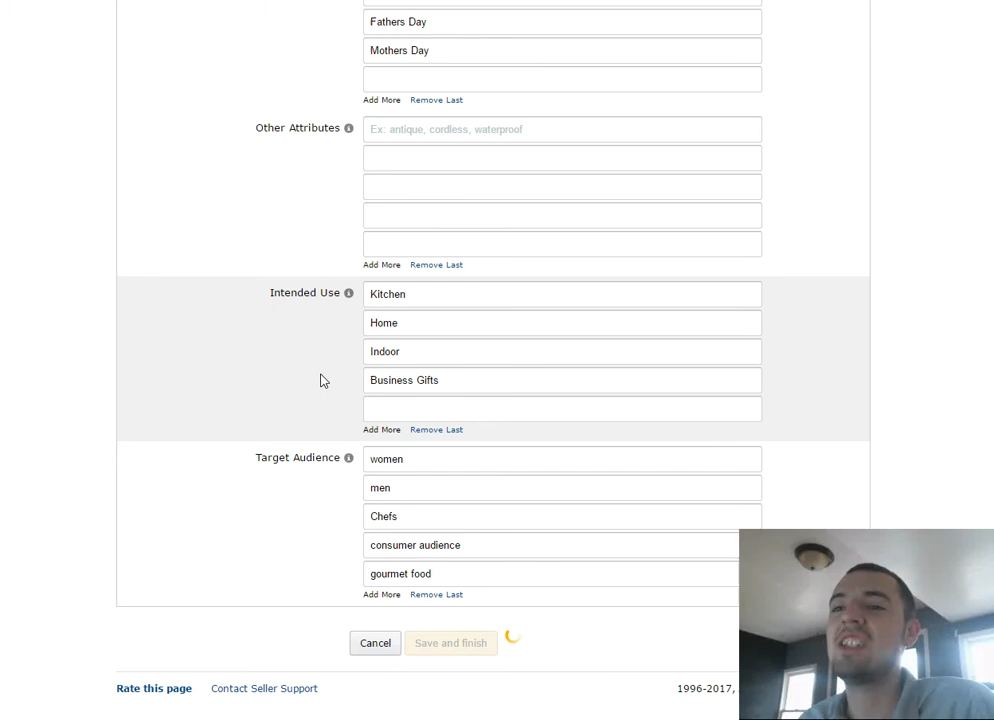 Fathers Day
Mothers Day
Add More Remove Last
Other Attributes
Ex: antique, cordless, waterproof
Add More Remove Last
Intended Use
Kitchen
Home
Indoor
Business Gifts
Add More Remove Last
Target Audience
women
men
Chefs
consumer audience
gourmet food
Add More Remove Last
Cancel Save and finish
Rate this page Contact Seller Support 1996-2017,